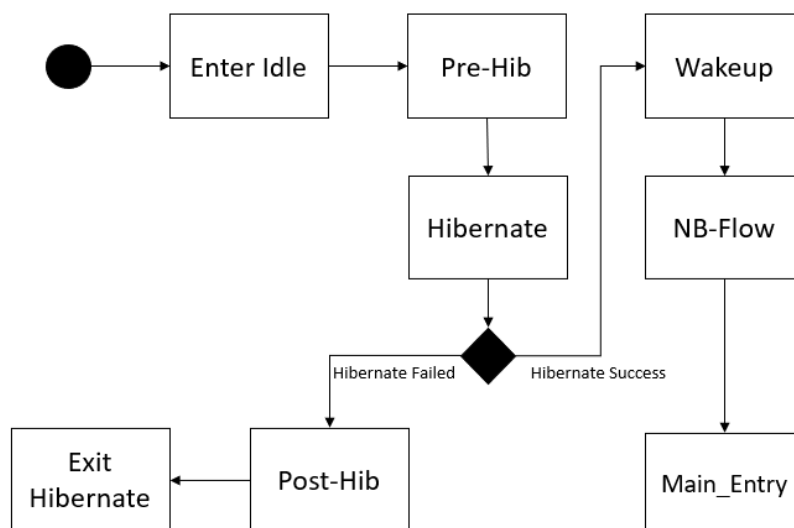 Enter Idle
Pre-Hib
Wakeup
Hibernate
NB-Flow
Hibernate Failed
Hibernate Success
Exit
Hibernate
Post-Hib
Main_Entry